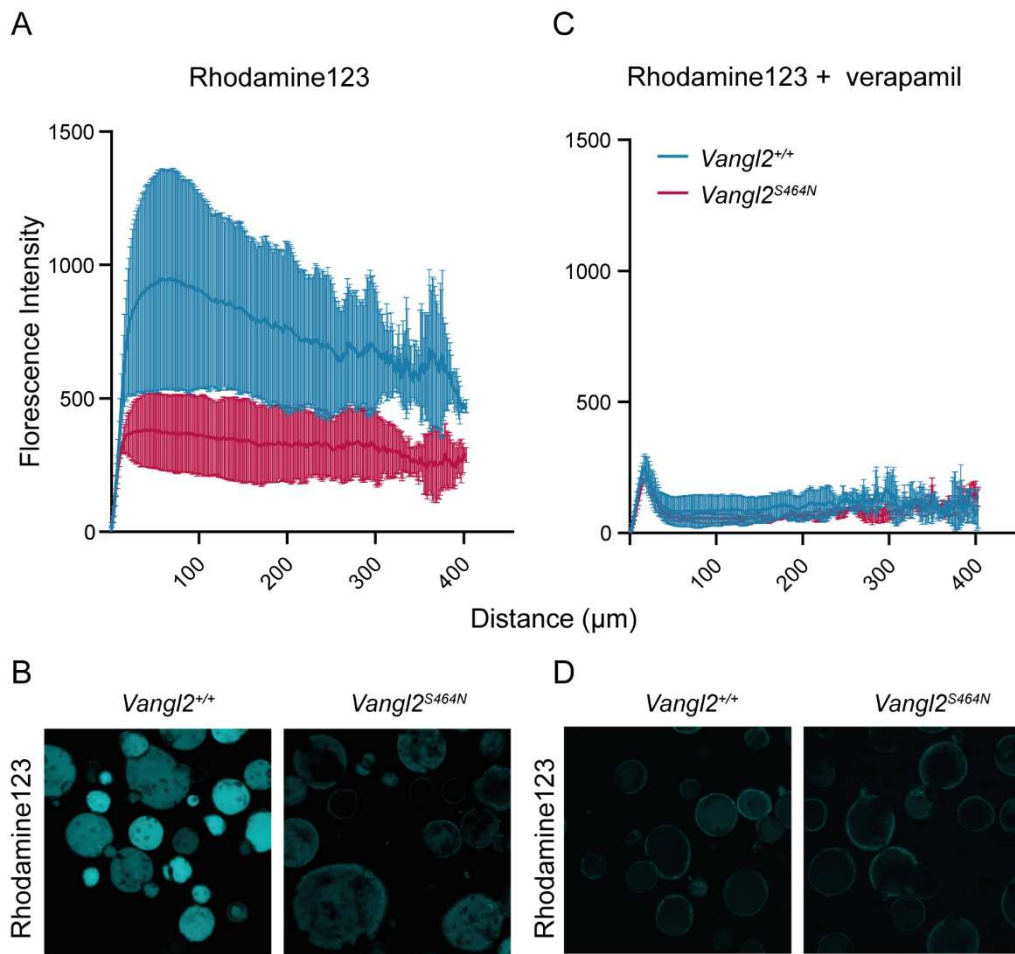 A
Rhodamine123
1500
1000
500
0
Florescence Intensity
100
200
300
400
C
Rhodamine123 + verapamil
1500
1000
500
0
Vangl2+/+
Vangl2S464N
100
200
300
400
Distance (µm)
B
Vangl2+/+
Vangl2S464N
Rhodamine123
D
Vangl2+/+
Vangl2S464N
Rhodamine123